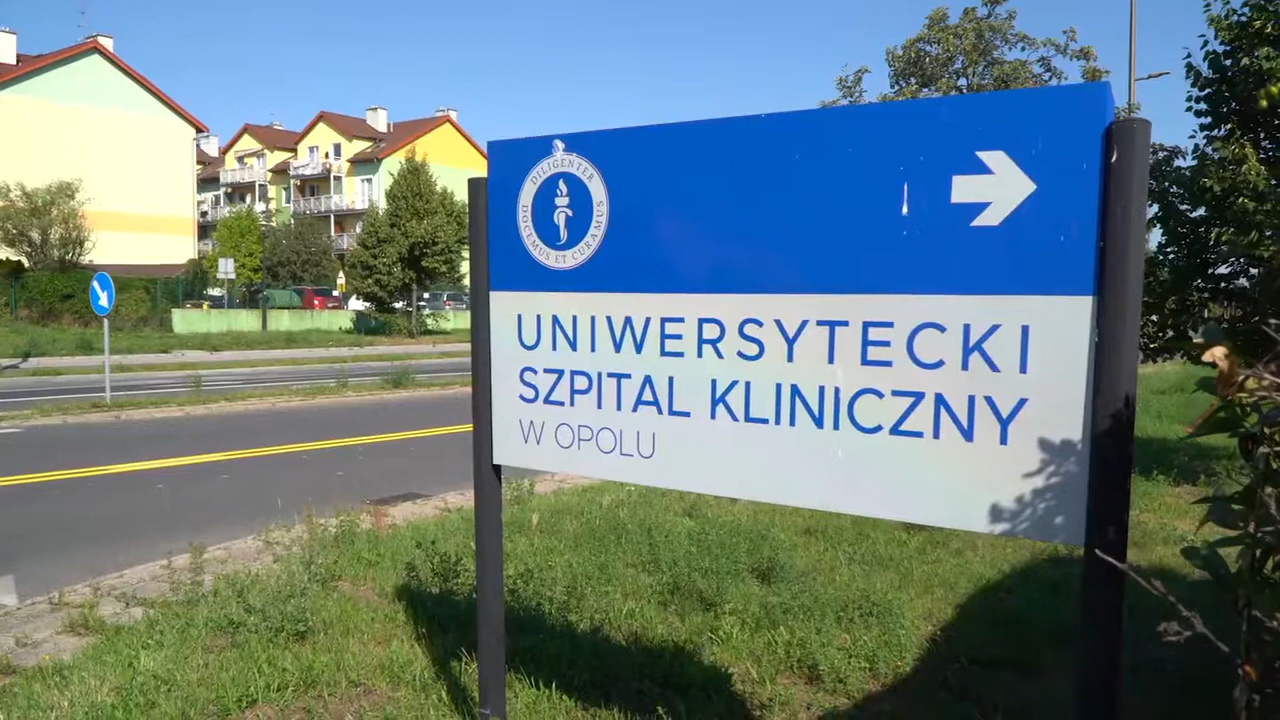 DILIGENTER
DOCEMUS ET CURAMUS
UNIWERSYTECKI
SZPITAL KLINICZNY
W OPOLU